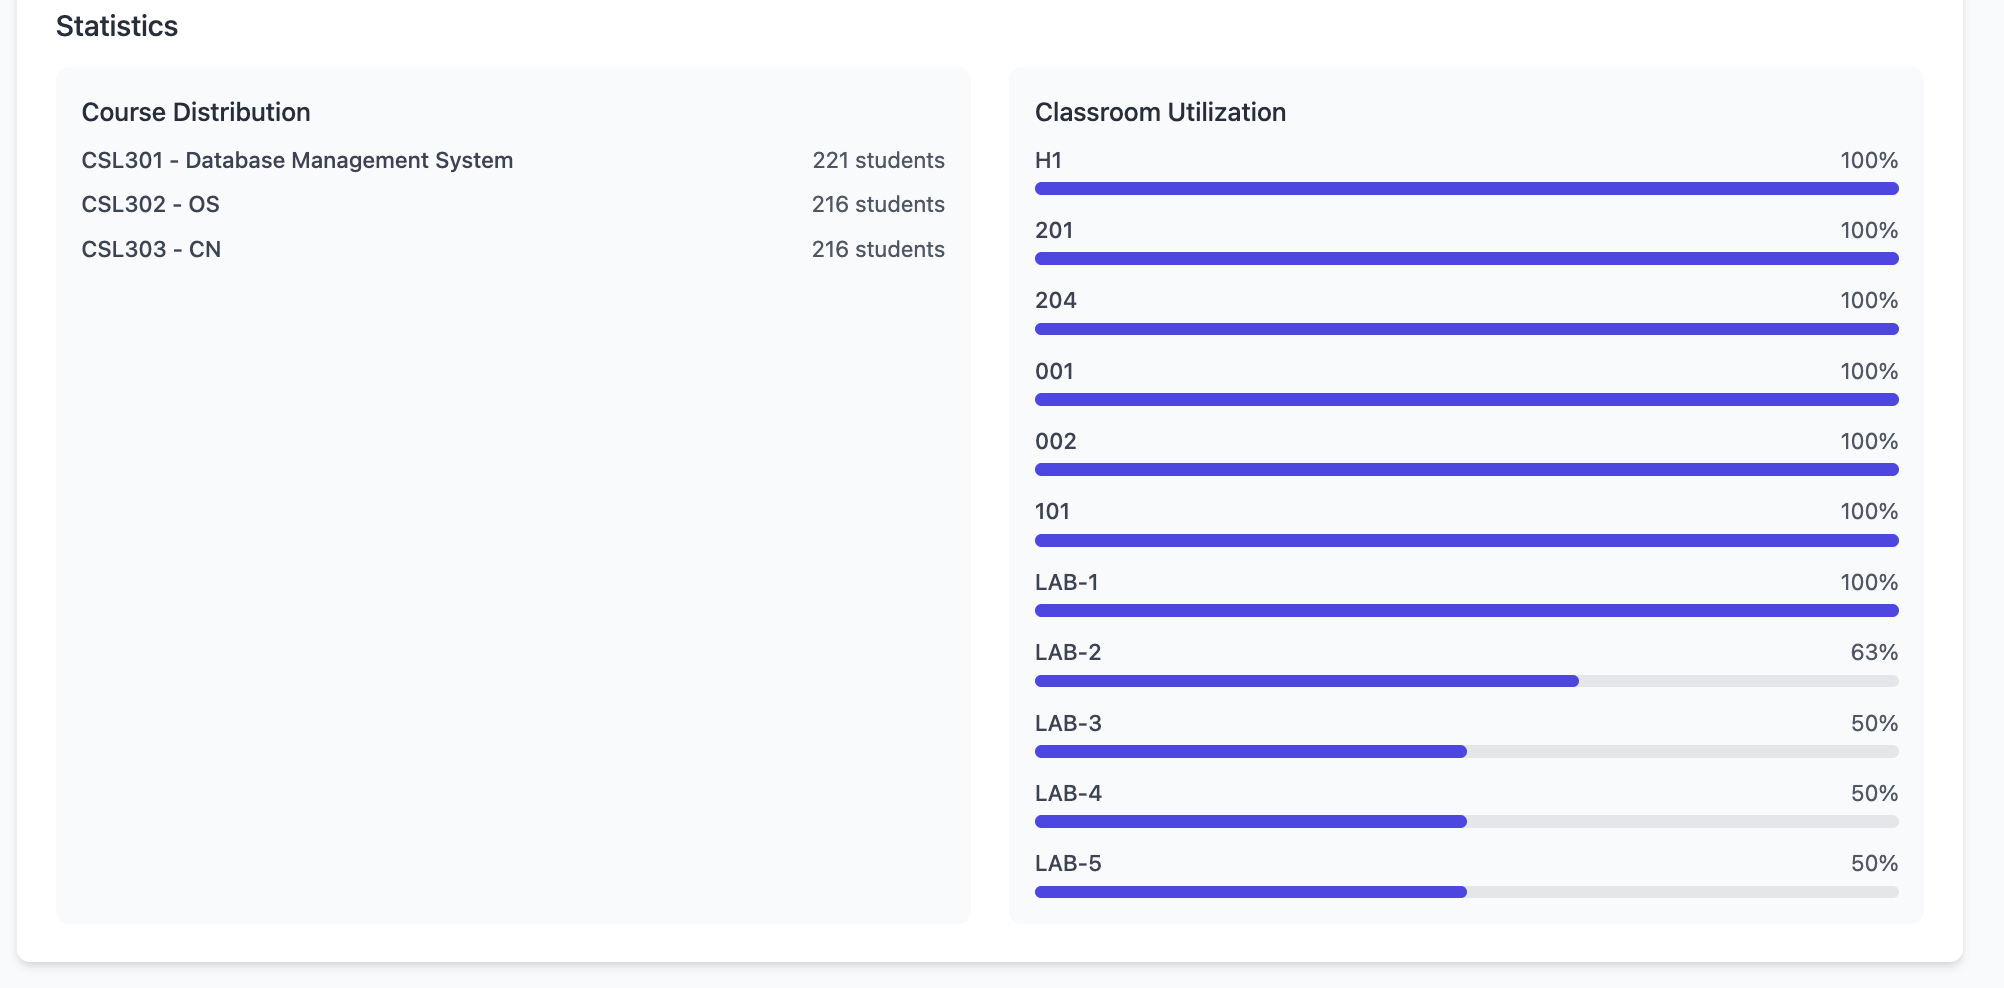 Statistics
Course Distribution
CSL301 - Database Management System 221 students
CSL302 - OS 216 students
CSL303 - CN 216 students
Classroom Utilization
H1 100%
201 100%
204 100%
001 100%
002 100%
101 100%
LAB-1 100%
LAB-2 63%
LAB-3 50%
LAB-4 50%
LAB-5 50%